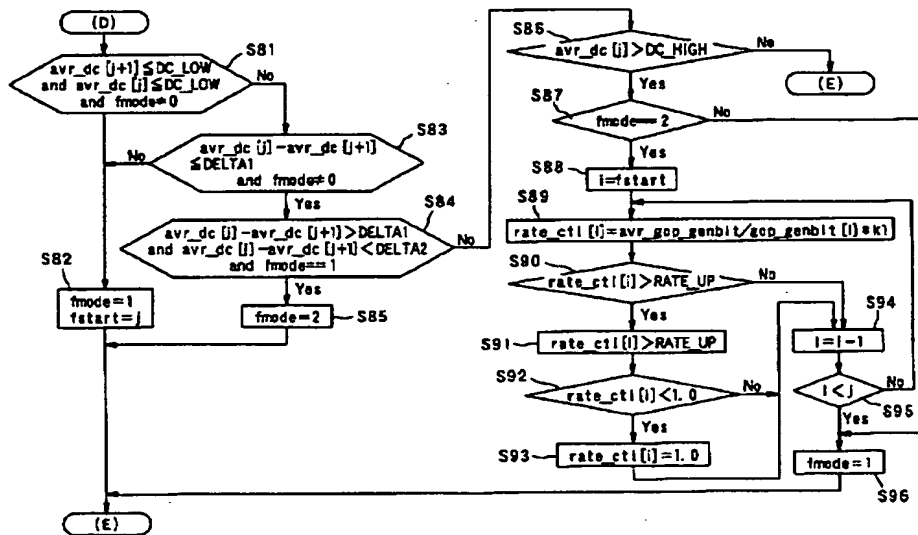 (D)
S81
avr_dc [j+1] ≦ DC_LOW
and avr_dc [j] ≦ DC_LOW
and fmode≠0
No
S83
avr_dc [j] -avr_dc [j+1]
≦DELTA1
and fmode≠0
No
Yes
S84
avr_dc [j] -avr_dc [j+1] >DELTA1
and avr_dc [j] -avr_dc [j+1] <DELTA2
and fmode==1
No
Yes
S82
fmode=1
fstart=j
fmode=2
S85
(E)
S86
avr_dc [j] >DC_HIGH
No
(E)
Yes
S87
fmode== 2
No
Yes
S88
i=fstart
S89
rate_ctl [i] =avr_gop_genbit/gop_genbit [i] *k1
S90
rate_ctl [i] >RATE_UP
No
Yes
S91
rate_ctl [i] >RATE_UP
S92
rate_ctl [i] <1.0
No
Yes
S93
rate_ctl [i] =1.0
S94
i=i-1
i<j
No
S95
Yes
fmode=1
S96